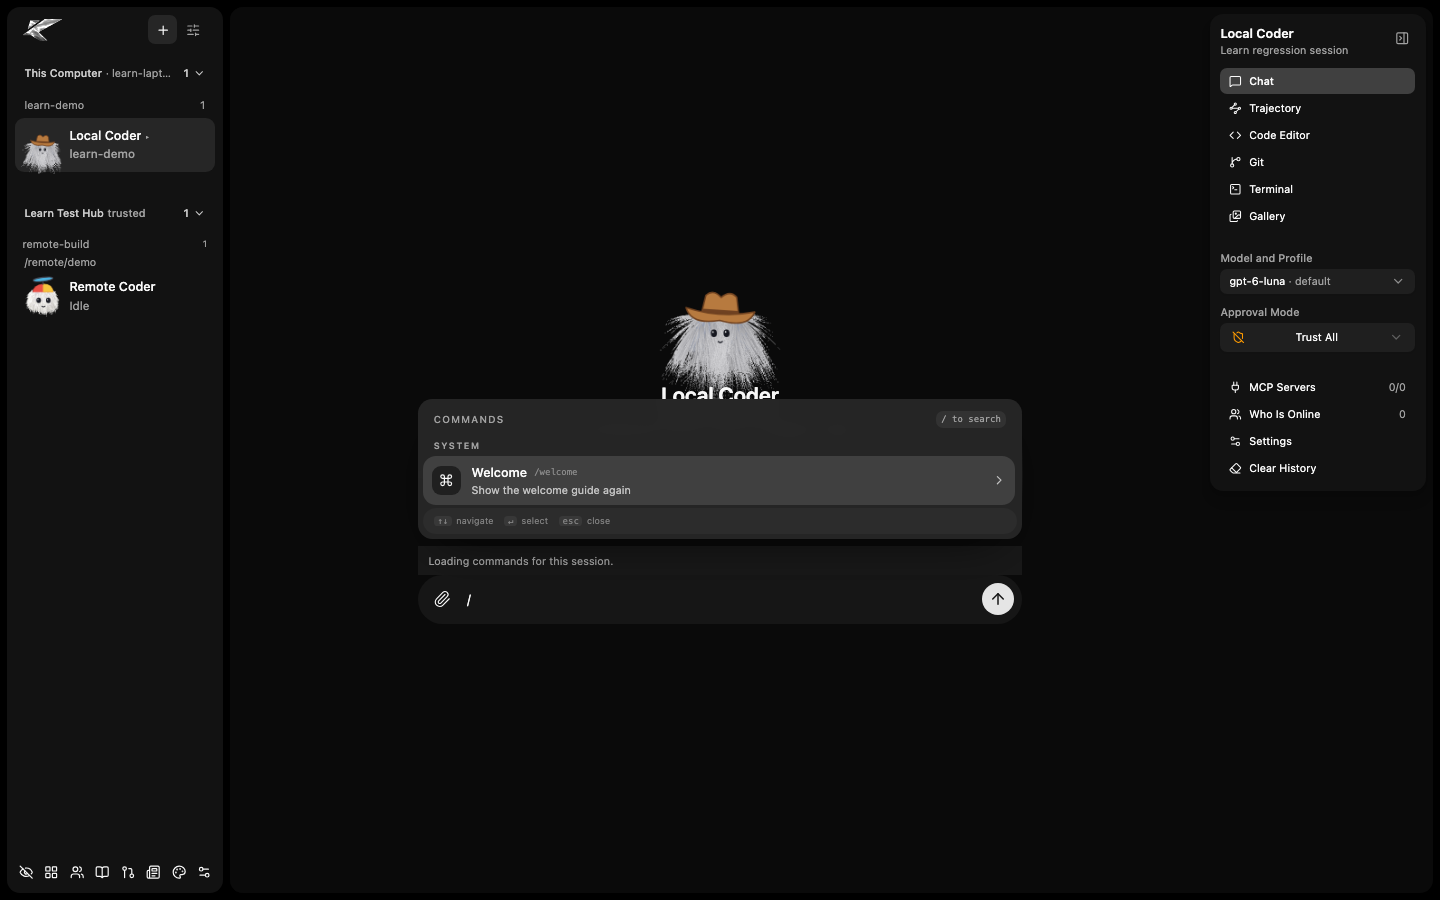 This Computer · learn-lapt... 1
learn-demo 1
Local Coder
learn-demo
Learn Test Hub trusted 1
remote-build 1
/remote/demo
Remote Coder
Idle
Local Coder
COMMANDS / to search
SYSTEM
Welcome /welcome
Show the welcome guide again
↑↓ navigate ↵ select esc close
Loading commands for this session.
/
Local Coder
Learn regression session
Chat
Trajectory
Code Editor
Git
Terminal
Gallery
Model and Profile
gpt-6-luna · default
Approval Mode
Trust All
MCP Servers 0/0
Who Is Online 0
Settings
Clear History